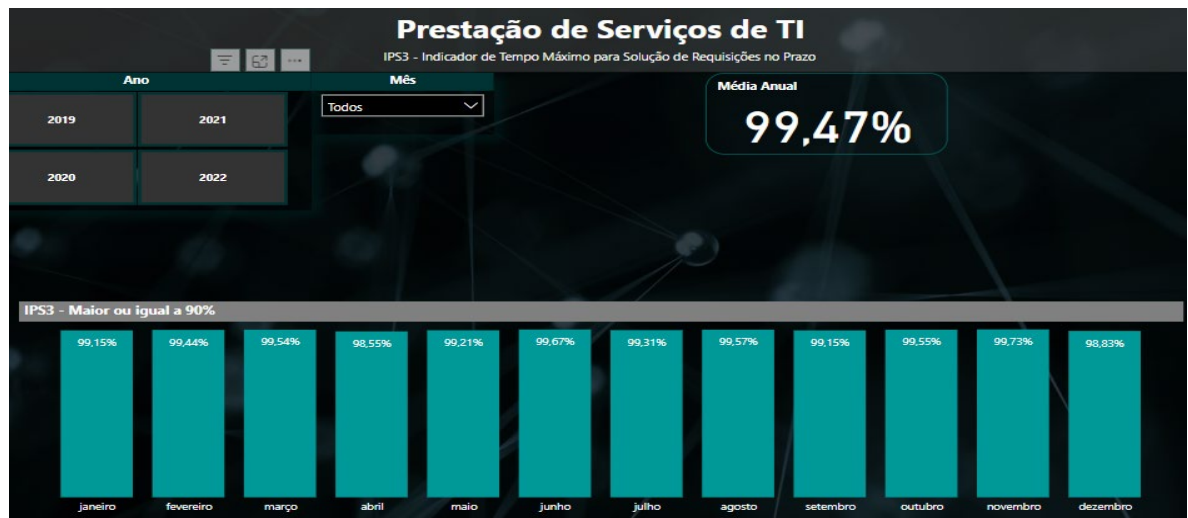 Prestação de Serviços de TI
IPS3 - Indicador de Tempo Máximo para Solução de Requisições no Prazo
Ano
Mês
2019
2021
2020
2022
Todos
Média Anual
99,47%
IPS3 - Maior ou igual a 90%
99,15% 99,44% 99,54% 98,55% 99,21% 99,67% 99,31% 99,57% 99,15% 99,55% 99,73% 98,83%
janeiro fevereiro março abril maio junho julho agosto setembro outubro novembro dezembro